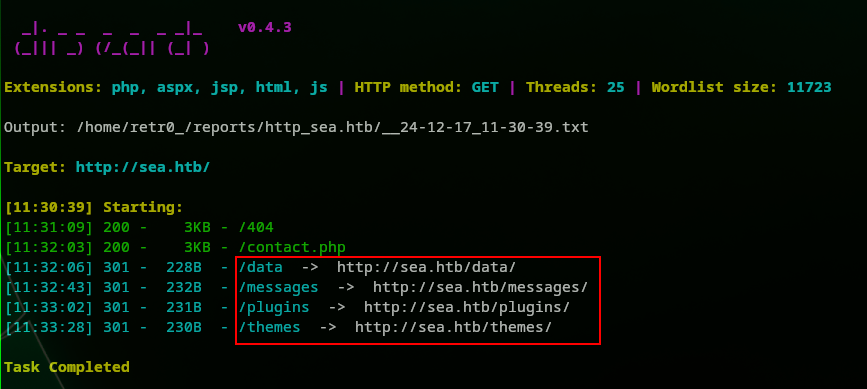 _|. _ _  _  _  _ _|_    v0.4.3
(_||| _) (/_(_|| (_| )
Extensions: php, aspx, jsp, html, js | HTTP method: GET | Threads: 25 | Wordlist size: 11723
Output: /home/retr0_/reports/http_sea.htb/__24-12-17_11-30-39.txt
Target: http://sea.htb/
[11:30:39] Starting:
[11:31:09] 200 -    3KB - /404
[11:32:03] 200 -    3KB - /contact.php
[11:32:06] 301 -  228B  - /data  ->  http://sea.htb/data/
[11:32:43] 301 -  232B  - /messages  ->  http://sea.htb/messages/
[11:33:02] 301 -  231B  - /plugins  ->  http://sea.htb/plugins/
[11:33:28] 301 -  230B  - /themes  ->  http://sea.htb/themes/
Task Completed